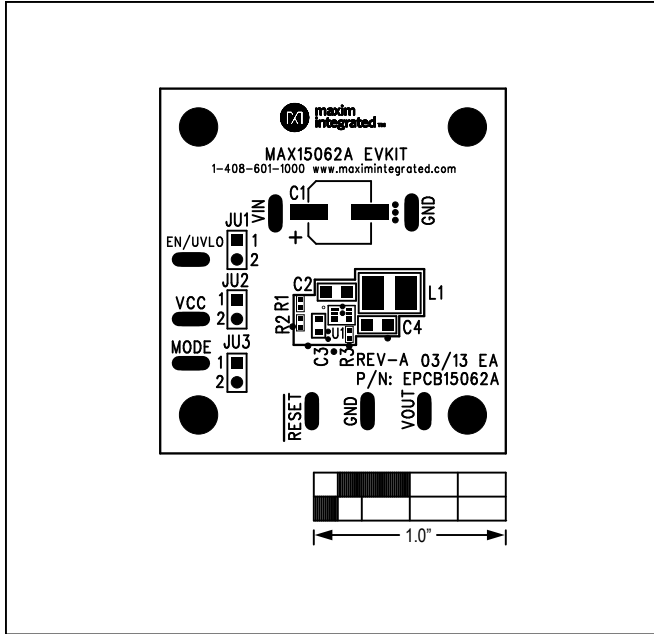 maxim
integrated™
MAX15062A EVKIT
1-408-601-1000 www.maximintegrated.com
C1
VIN
GND
+
JU1
EN/UVLO
1
2
JU2
C2
L1
VCC
1
2
R1
R2
U1
C4
MODE
JU3
C3
R3
1
2
REV-A 03/13 EA
P/N: EPCB15062A
RESET
GND
VOUT
1.0"